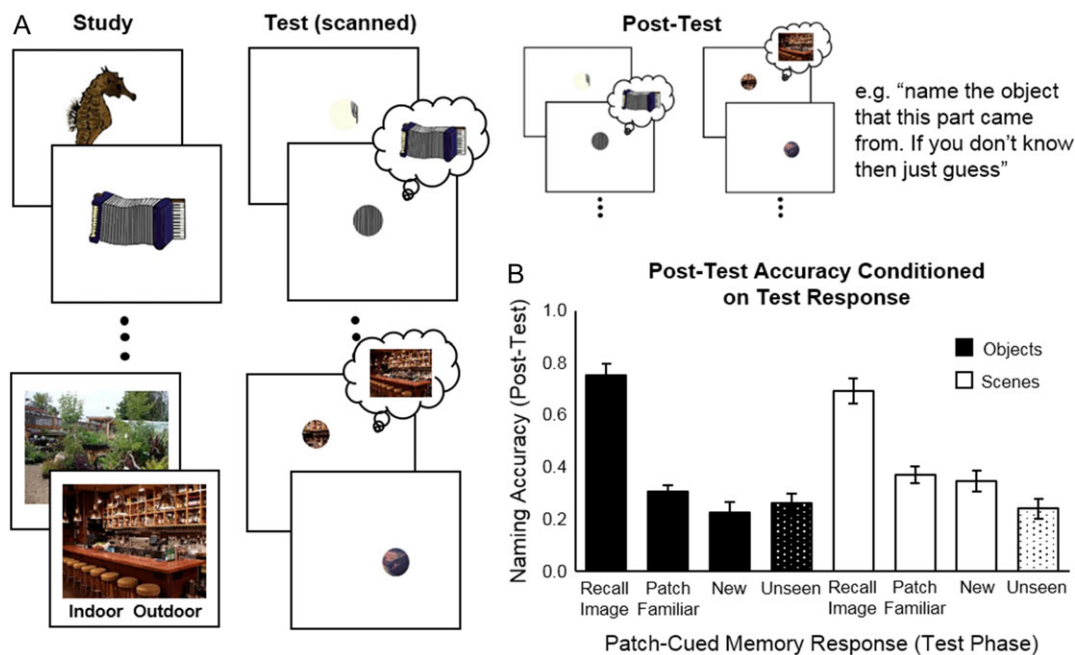 A
Study
Test (scanned)
Post-Test
e.g. “name the object
that this part came
from. If you don’t know
then just guess”
Indoor Outdoor
B
Post-Test Accuracy Conditioned
on Test Response
Naming Accuracy (Post-Test)
1.0
0.8
0.6
0.4
0.2
0.0
Objects
Scenes
Recall Image
Patch Familiar
New
Unseen
Recall Image
Patch Familiar
New
Unseen
Patch-Cued Memory Response (Test Phase)